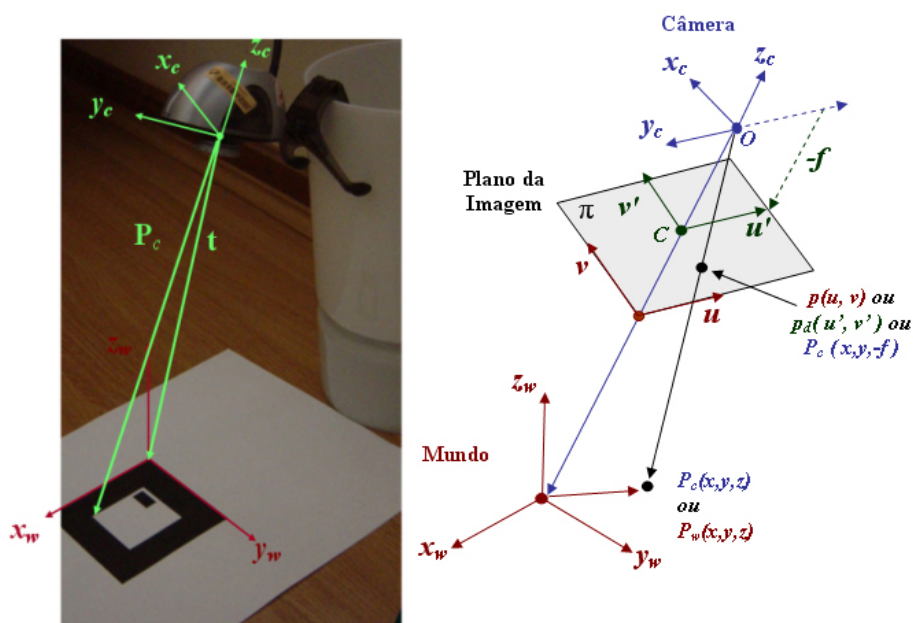 z_c
x_c
y_c
P_c
t
z_w
x_w
y_w
Câmera
x_c
z_c
y_c
O
-f
Plano da
Imagem
π
v'
C
u'
v
u
p(u, v) ou
p_d(u', v') ou
P_c (x,y,-f)
z_w
Mundo
P_c(x,y,z)
ou
P_w(x,y,z)
x_w
y_w